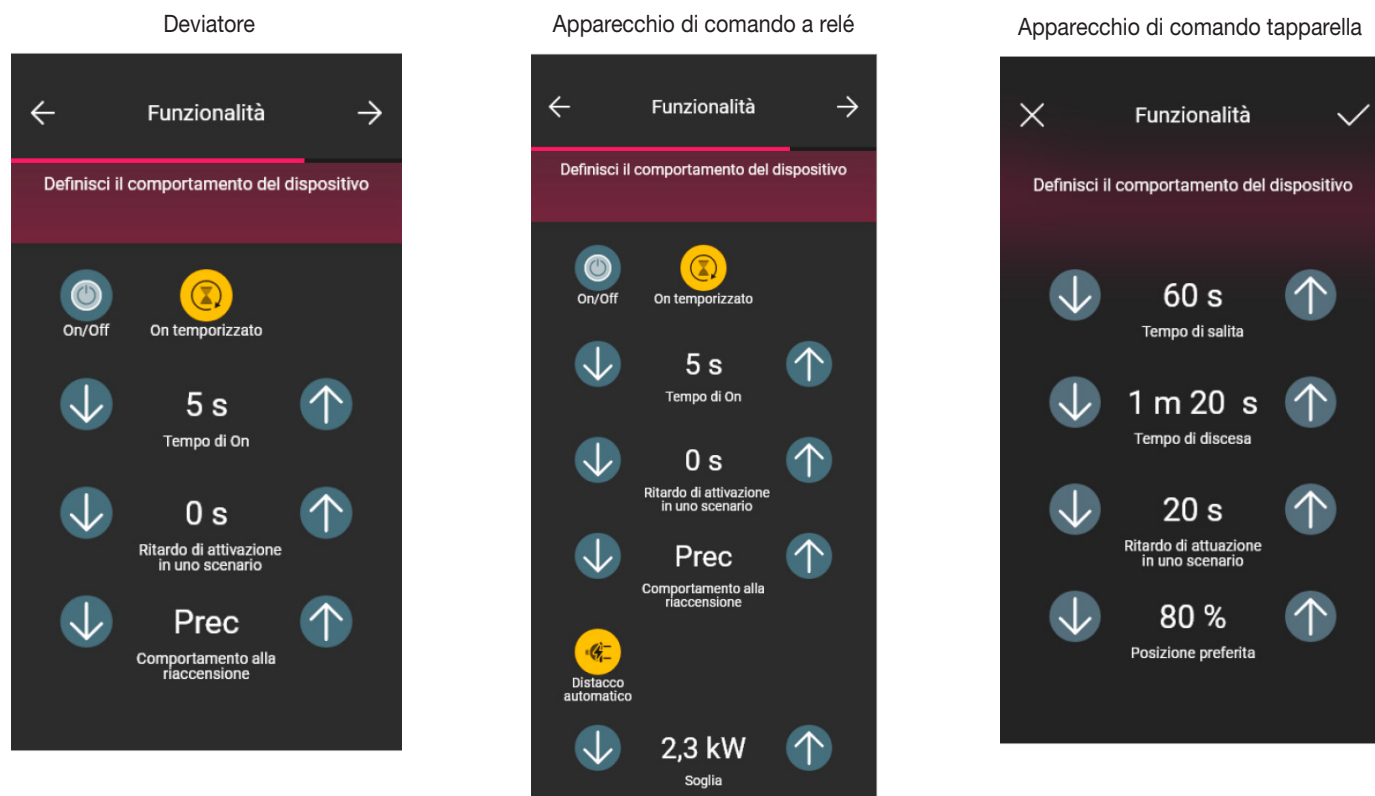 Deviatore
Funzionalità
Definisci il comportamento del dispositivo
On/Off
On temporizzato
5 s
Tempo di On
0 s
Ritardo di attivazione
in uno scenario
Prec
Comportamento alla
riaccensione
Apparecchio di comando a relé
Funzionalità
Definisci il comportamento del dispositivo
On/Off
On temporizzato
5 s
Tempo di On
0 s
Ritardo di attivazione
in uno scenario
Prec
Comportamento alla
riaccensione
Distacco
automatico
2,3 kW
Soglia
Apparecchio di comando tapparella
Funzionalità
Definisci il comportamento del dispositivo
60 s
Tempo di salita
1 m 20 s
Tempo di discesa
20 s
Ritardo di attuazione
in uno scenario
80 %
Posizione preferita